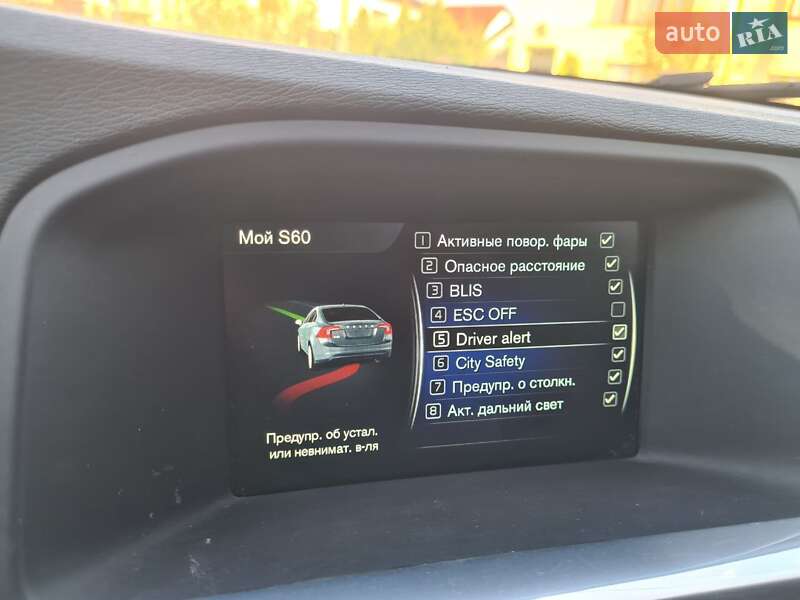 auto RIA.com
Мой S60
1 Активные повор. фары
2 Опасное расстояние
3 BLIS
4 ESC OFF
5 Driver alert
6 City Safety
7 Предупр. о столкн.
8 Акт. дальний свет
Предупр. об устал.
или невнимат. в-ля